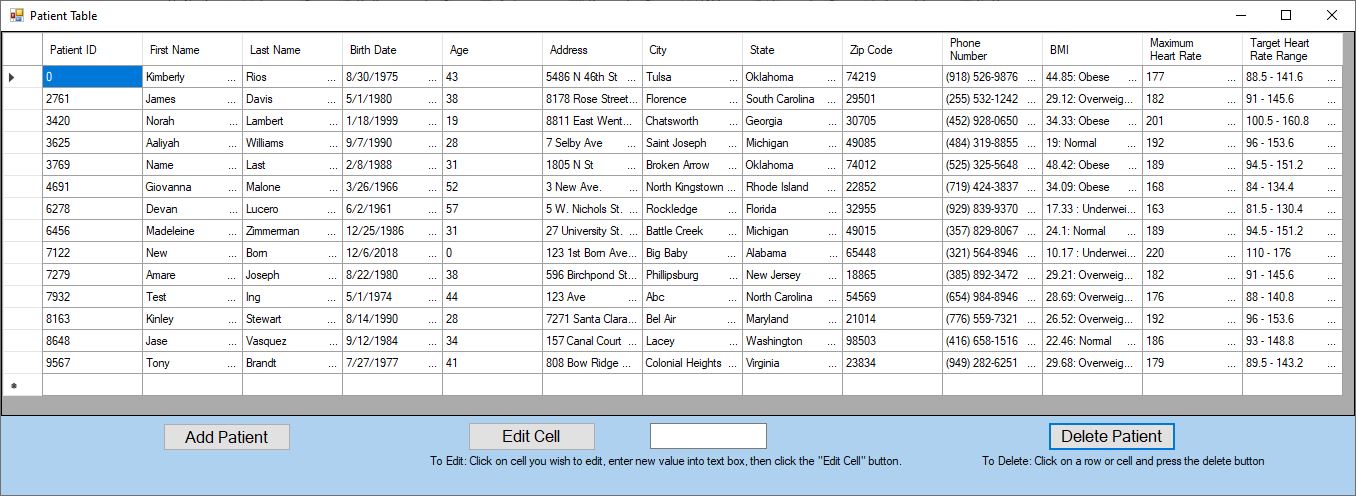 Patient Table
Patient ID First Name Last Name Birth Date Age Address City State Zip Code Phone Number BMI Maximum Heart Rate Target Heart Rate Range
0 Kimberly ... Rios ... 8/30/1975 ... 43 5486 N 46th St ... Tulsa ... Oklahoma ... 74219 (918) 526-9876 ... 44.85: Obese ... 177 ... 88.5 - 141.6 ...
2761 James ... Davis ... 5/1/1980 ... 38 8178 Rose Street... Florence ... South Carolina ... 29501 (255) 532-1242 ... 29.12: Overweig... 182 ... 91 - 145.6 ...
3420 Norah ... Lambert ... 1/18/1999 ... 19 8811 East Went... Chatsworth ... Georgia ... 30705 (452) 928-0650 ... 34.33: Obese ... 201 ... 100.5 - 160.8 ...
3625 Aaliyah ... Williams ... 9/7/1990 ... 28 7 Selby Ave ... Saint Joseph ... Michigan ... 49085 (484) 319-8855 ... 19: Normal ... 192 ... 96 - 153.6 ...
3769 Name ... Last ... 2/8/1988 ... 31 1805 N St ... Broken Arrow ... Oklahoma ... 74012 (525) 325-5648 ... 48.42: Obese ... 189 ... 94.5 - 151.2 ...
4691 Giovanna ... Malone ... 3/26/1966 ... 52 3 New Ave. ... North Kingstown ... Rhode Island ... 22852 (719) 424-3837 ... 34.09: Obese ... 168 ... 84 - 134.4 ...
6278 Devan ... Lucero ... 6/2/1961 ... 57 5 W. Nichols St. ... Rockledge ... Florida ... 32955 (929) 839-9370 ... 17.33 : Underwei... 163 ... 81.5 - 130.4 ...
6456 Madeleine ... Zimmerman ... 12/25/1986 ... 31 27 University St. ... Battle Creek ... Michigan ... 49015 (357) 829-8067 ... 24.1: Normal ... 189 ... 94.5 - 151.2 ...
7122 New ... Born ... 12/6/2018 ... 0 123 1st Born Ave... Big Baby ... Alabama ... 65448 (321) 564-8946 ... 10.17 : Underwei... 220 ... 110 - 176 ...
7279 Amare ... Joseph ... 8/22/1980 ... 38 596 Birchpond St... Phillipsburg ... New Jersey ... 18865 (385) 892-3472 ... 29.21: Overweig... 182 ... 91 - 145.6 ...
7932 Test ... Ing ... 5/1/1974 ... 44 123 Ave ... Abc ... North Carolina ... 54569 (654) 984-8946 ... 28.69: Overweig... 176 ... 88 - 140.8 ...
8163 Kinley ... Stewart ... 8/14/1990 ... 28 7271 Santa Clara... Bel Air ... Maryland ... 21014 (776) 559-7321 ... 26.52: Overweig... 192 ... 96 - 153.6 ...
8648 Jase ... Vasquez ... 9/12/1984 ... 34 157 Canal Court ... Lacey ... Washington ... 98503 (416) 658-1516 ... 22.46: Normal ... 186 ... 93 - 148.8 ...
9567 Tony ... Brandt ... 7/27/1977 ... 41 808 Bow Ridge ... Colonial Heights ... Virginia ... 23834 (949) 282-6251 ... 29.68: Overweig... 179 ... 89.5 - 143.2 ...
Add Patient Edit Cell Delete Patient
To Edit: Click on cell you wish to edit, enter new value into text box, then click the "Edit Cell" button. To Delete: Click on a row or cell and press the delete button